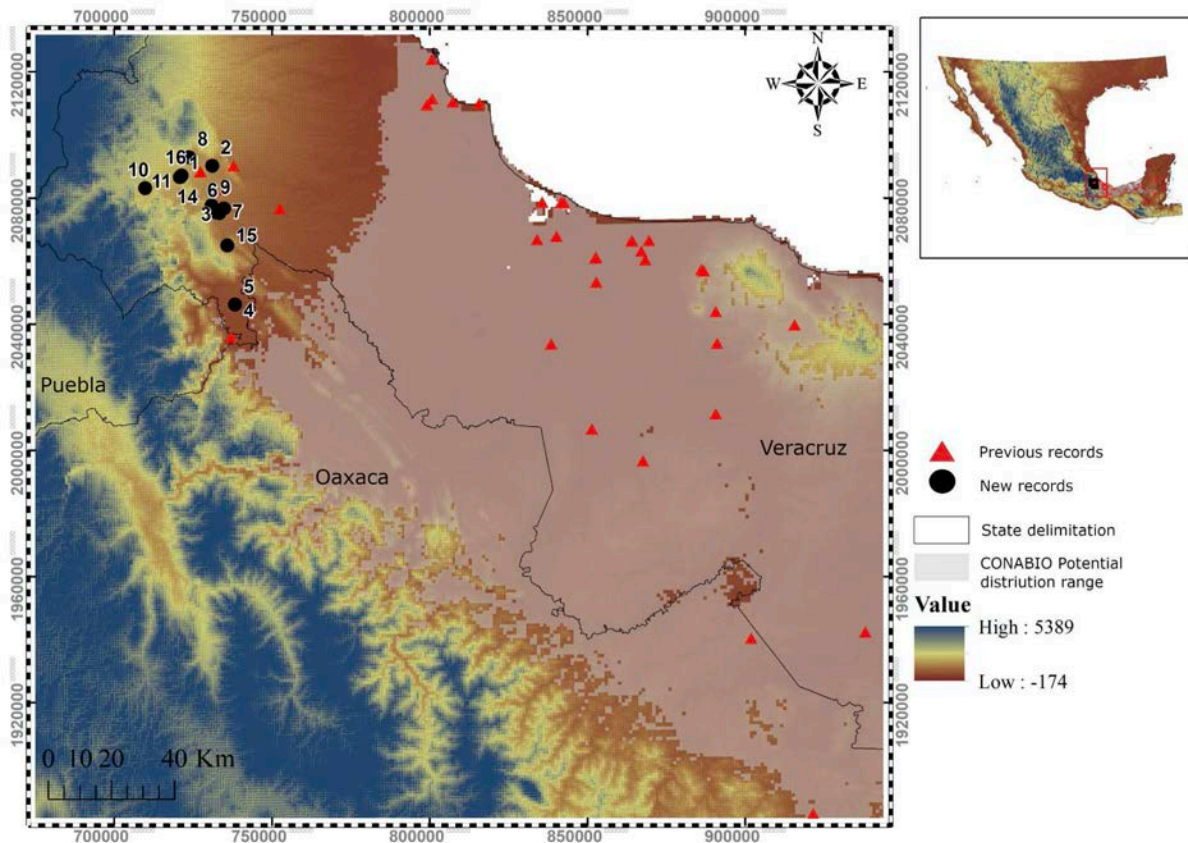 700000 750000 800000 850000 900000
2120000
2080000
2040000
2000000
1960000
1920000
2120000
2080000
2040000
2000000
1960000
1920000
N
W E
S
8 2
16 1
10 11
14 6 9
3 7
15
5
4
Puebla
Oaxaca
Veracruz
0 10 20 40 Km
700000 750000 800000 850000 900000
Previous records
New records
State delimitation
CONABIO Potential
distriution range
Value
High : 5389
Low : -174